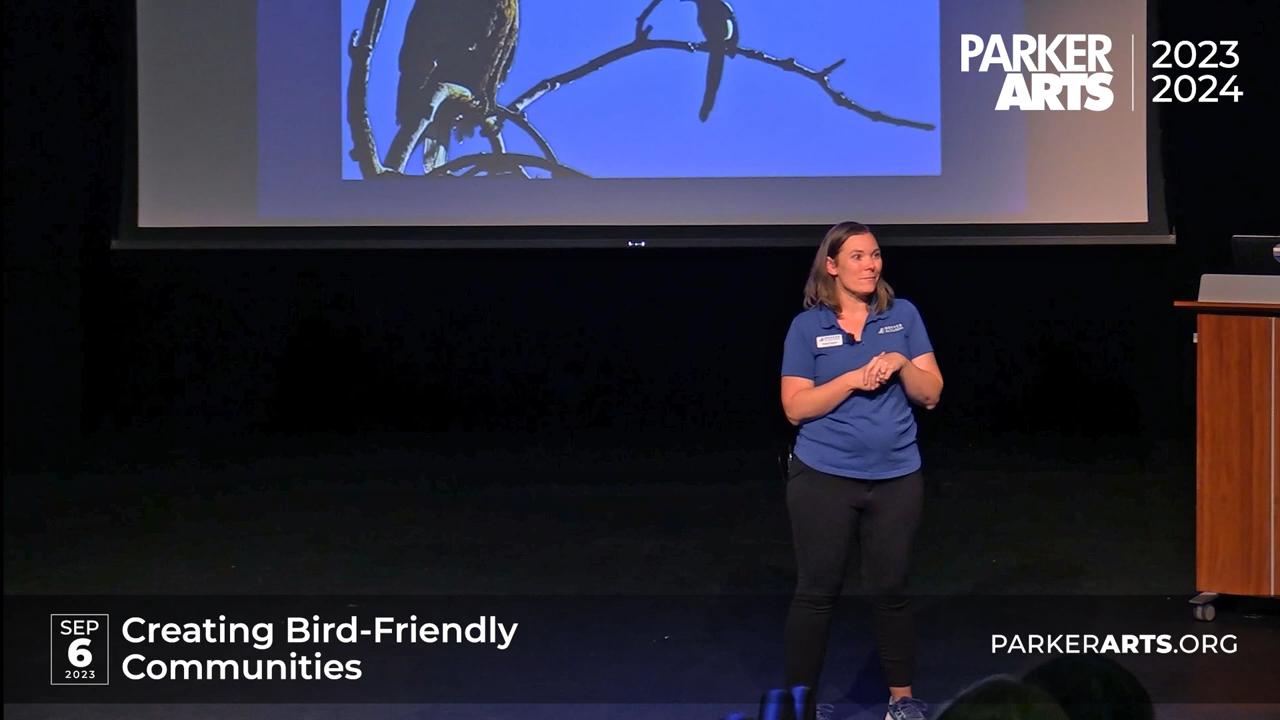 PARKER
ARTS
2023
2024
SEP
6
2023
Creating Bird-Friendly
Communities
PARKERARTS.ORG